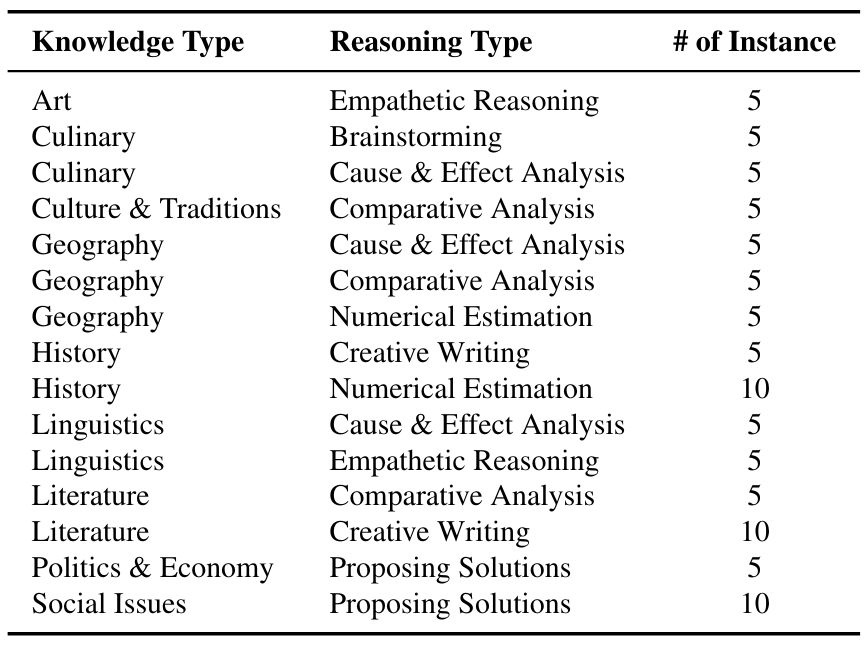 Knowledge Type Reasoning Type # of Instance
Art Empathetic Reasoning 5
Culinary Brainstorming 5
Culinary Cause & Effect Analysis 5
Culture & Traditions Comparative Analysis 5
Geography Cause & Effect Analysis 5
Geography Comparative Analysis 5
Geography Numerical Estimation 5
History Creative Writing 5
History Numerical Estimation 10
Linguistics Cause & Effect Analysis 5
Linguistics Empathetic Reasoning 5
Literature Comparative Analysis 5
Literature Creative Writing 10
Politics & Economy Proposing Solutions 5
Social Issues Proposing Solutions 10